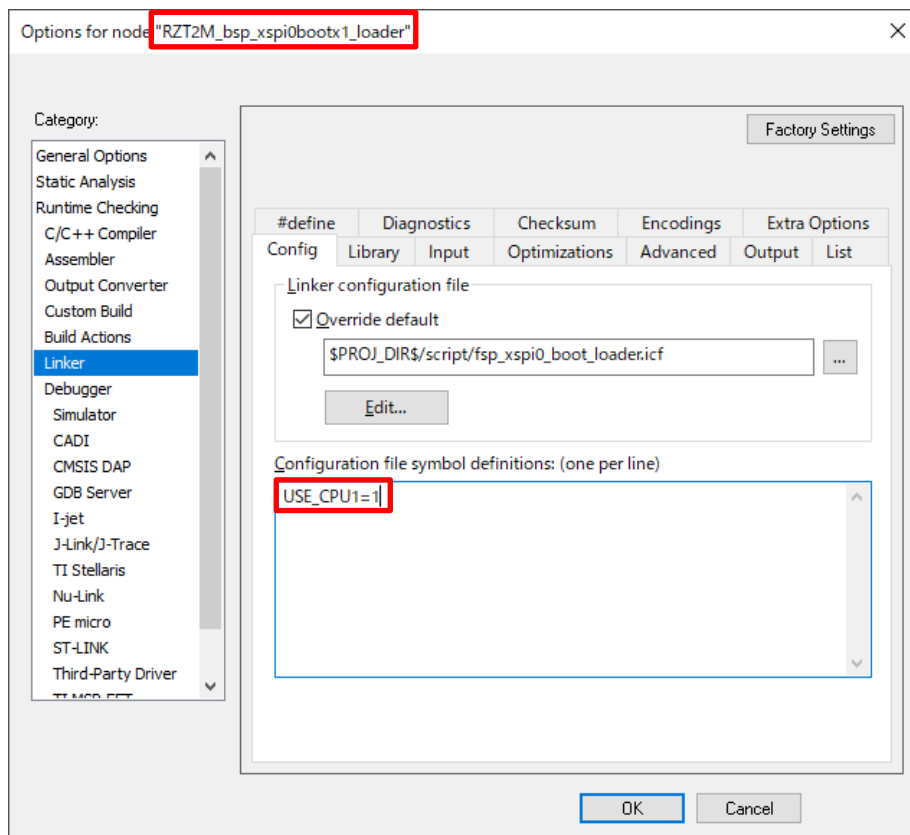 Options for node "RZT2M_bsp_xspi0bootx1_loader"
Category:
Factory Settings
General Options
Static Analysis
Runtime Checking
C/C++ Compiler
Assembler
Output Converter
Custom Build
Build Actions
Linker
Debugger
Simulator
CADI
CMSIS DAP
GDB Server
I-jet
J-Link/J-Trace
TI Stellaris
Nu-Link
PE micro
ST-LINK
Third-Party Driver
TI MSP-FET
#define Diagnostics Checksum Encodings Extra Options
Config Library Input Optimizations Advanced Output List
Linker configuration file
Override default
$PROJ_DIR$/script/fsp_xspi0_boot_loader.icf
...
Edit...
Configuration file symbol definitions: (one per line)
USE_CPU1=1
OK Cancel